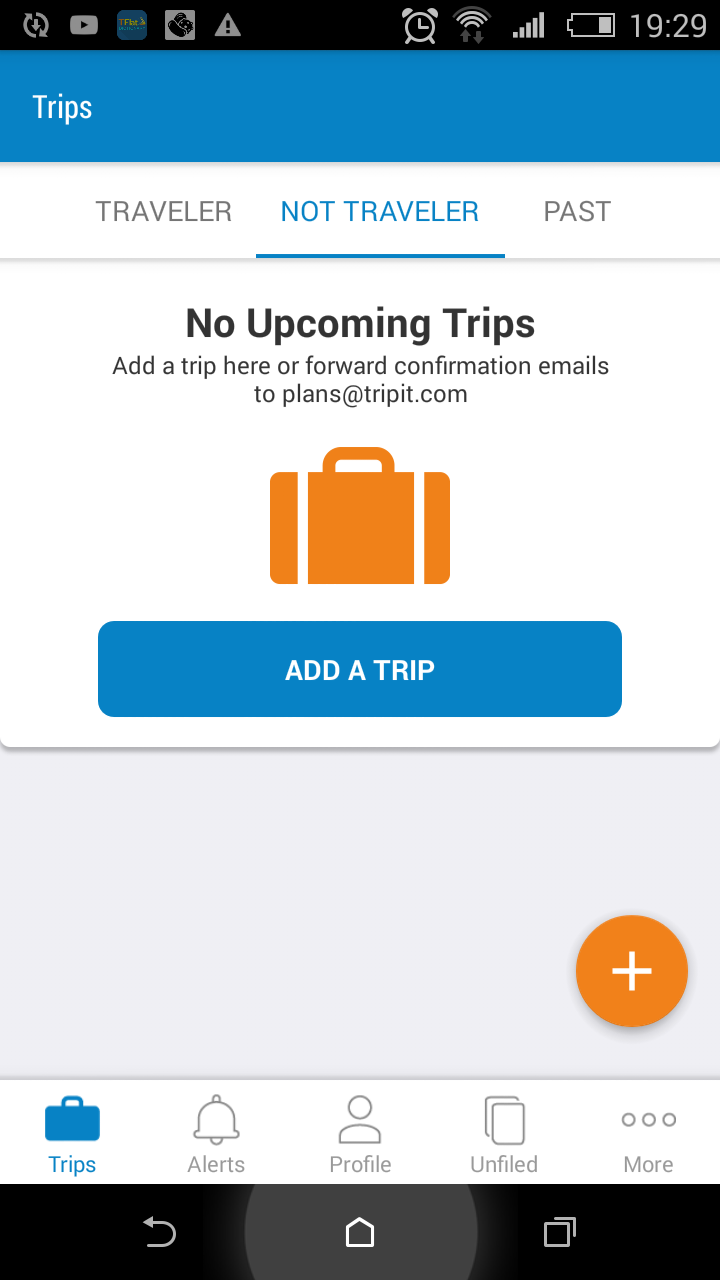 19:29
Trips
TRAVELER NOT TRAVELER PAST
No Upcoming Trips
Add a trip here or forward confirmation emails
to plans@tripit.com
ADD A TRIP
Trips Alerts Profile Unfiled More